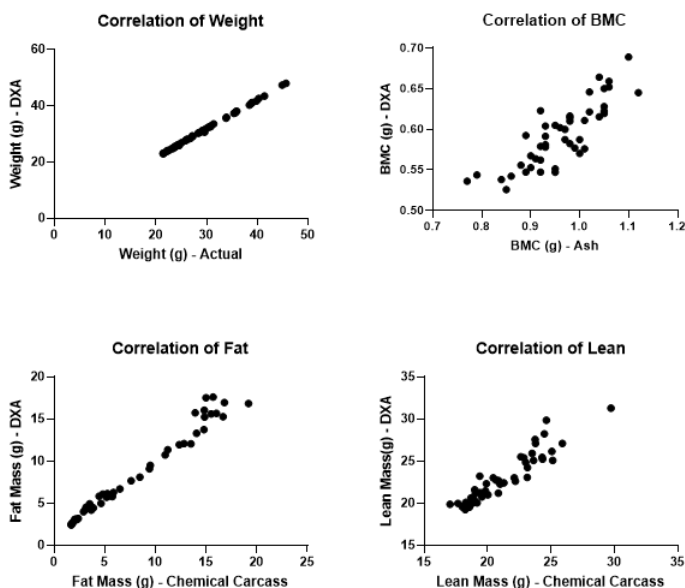 Correlation of Weight
Weight (g) - DXA
60
40
20
0
0 10 20 30 40 50
Weight (g) - Actual
Correlation of BMC
BMC (g) - DXA
0.70
0.65
0.60
0.55
0.50
0.7 0.8 0.9 1.0 1.1 1.2
BMC (g) - Ash
Correlation of Fat
Fat Mass (g) - DXA
20
15
10
5
0
0 5 10 15 20 25
Fat Mass (g) - Chemical Carcass
Correlation of Lean
Lean Mass(g) - DXA
35
30
25
20
15
15 20 25 30 35
Lean Mass (g) - Chemical Carcass